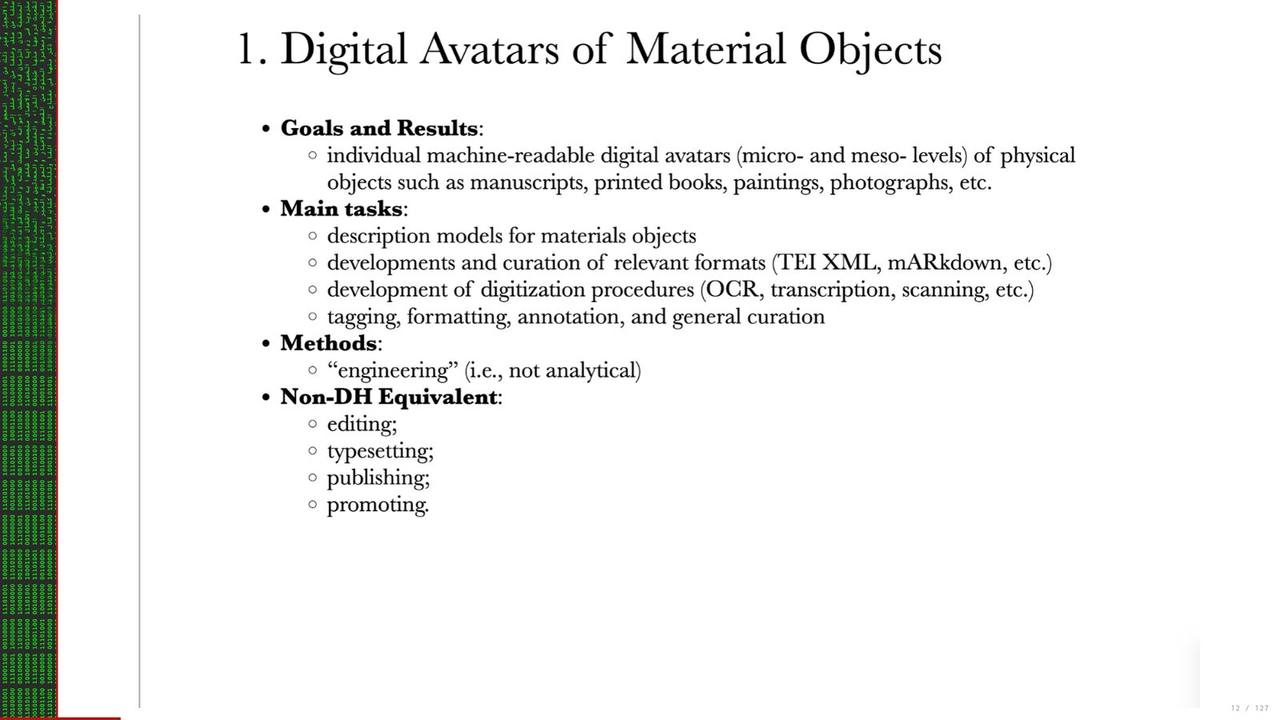 1. Digital Avatars of Material Objects
• Goals and Results:
○ individual machine-readable digital avatars (micro- and meso- levels) of physical
objects such as manuscripts, printed books, paintings, photographs, etc.
• Main tasks:
○ description models for materials objects
○ developments and curation of relevant formats (TEI XML, mARkdown, etc.)
○ development of digitization procedures (OCR, transcription, scanning, etc.)
○ tagging, formatting, annotation, and general curation
• Methods:
○ “engineering” (i.e., not analytical)
• Non-DH Equivalent:
○ editing;
○ typesetting;
○ publishing;
○ promoting.
12 / 127